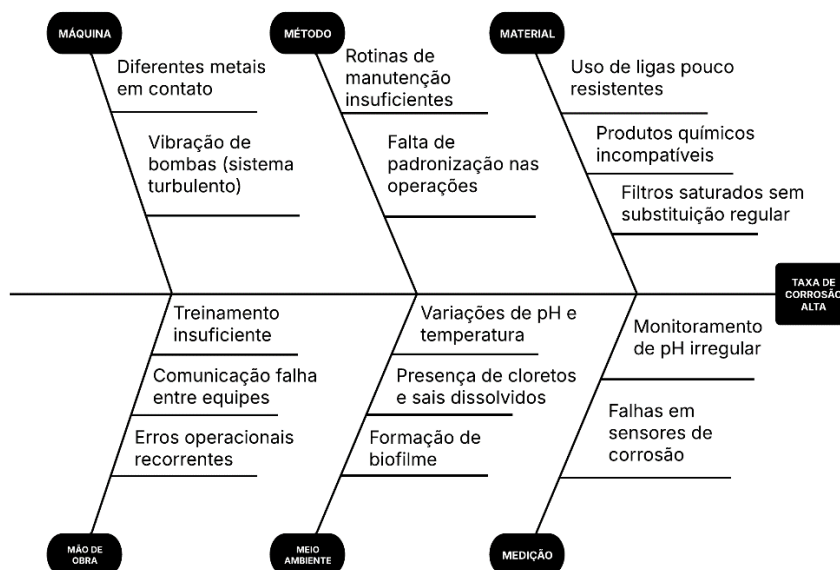 MÁQUINA
MÉTODO
MATERIAL
Diferentes metais
em contato
Vibração de
bombas (sistema
turbulento)
Rotinas de
manutenção
insuficientes
Falta de
padronização nas
operações
Uso de ligas pouco
resistentes
Produtos químicos
incompatíveis
Filtros saturados sem
substituição regular
TAXA DE
CORROSÃO
ALTA
Treinamento
insuficiente
Comunicação falha
entre equipes
Erros operacionais
recorrentes
Variações de pH e
temperatura
Presença de cloretos
e sais dissolvidos
Formação de
biofilme
Monitoramento
de pH irregular
Falhas em
sensores de
corrosão
MÃO DE
OBRA
MEIO
AMBIENTE
MEDIÇÃO